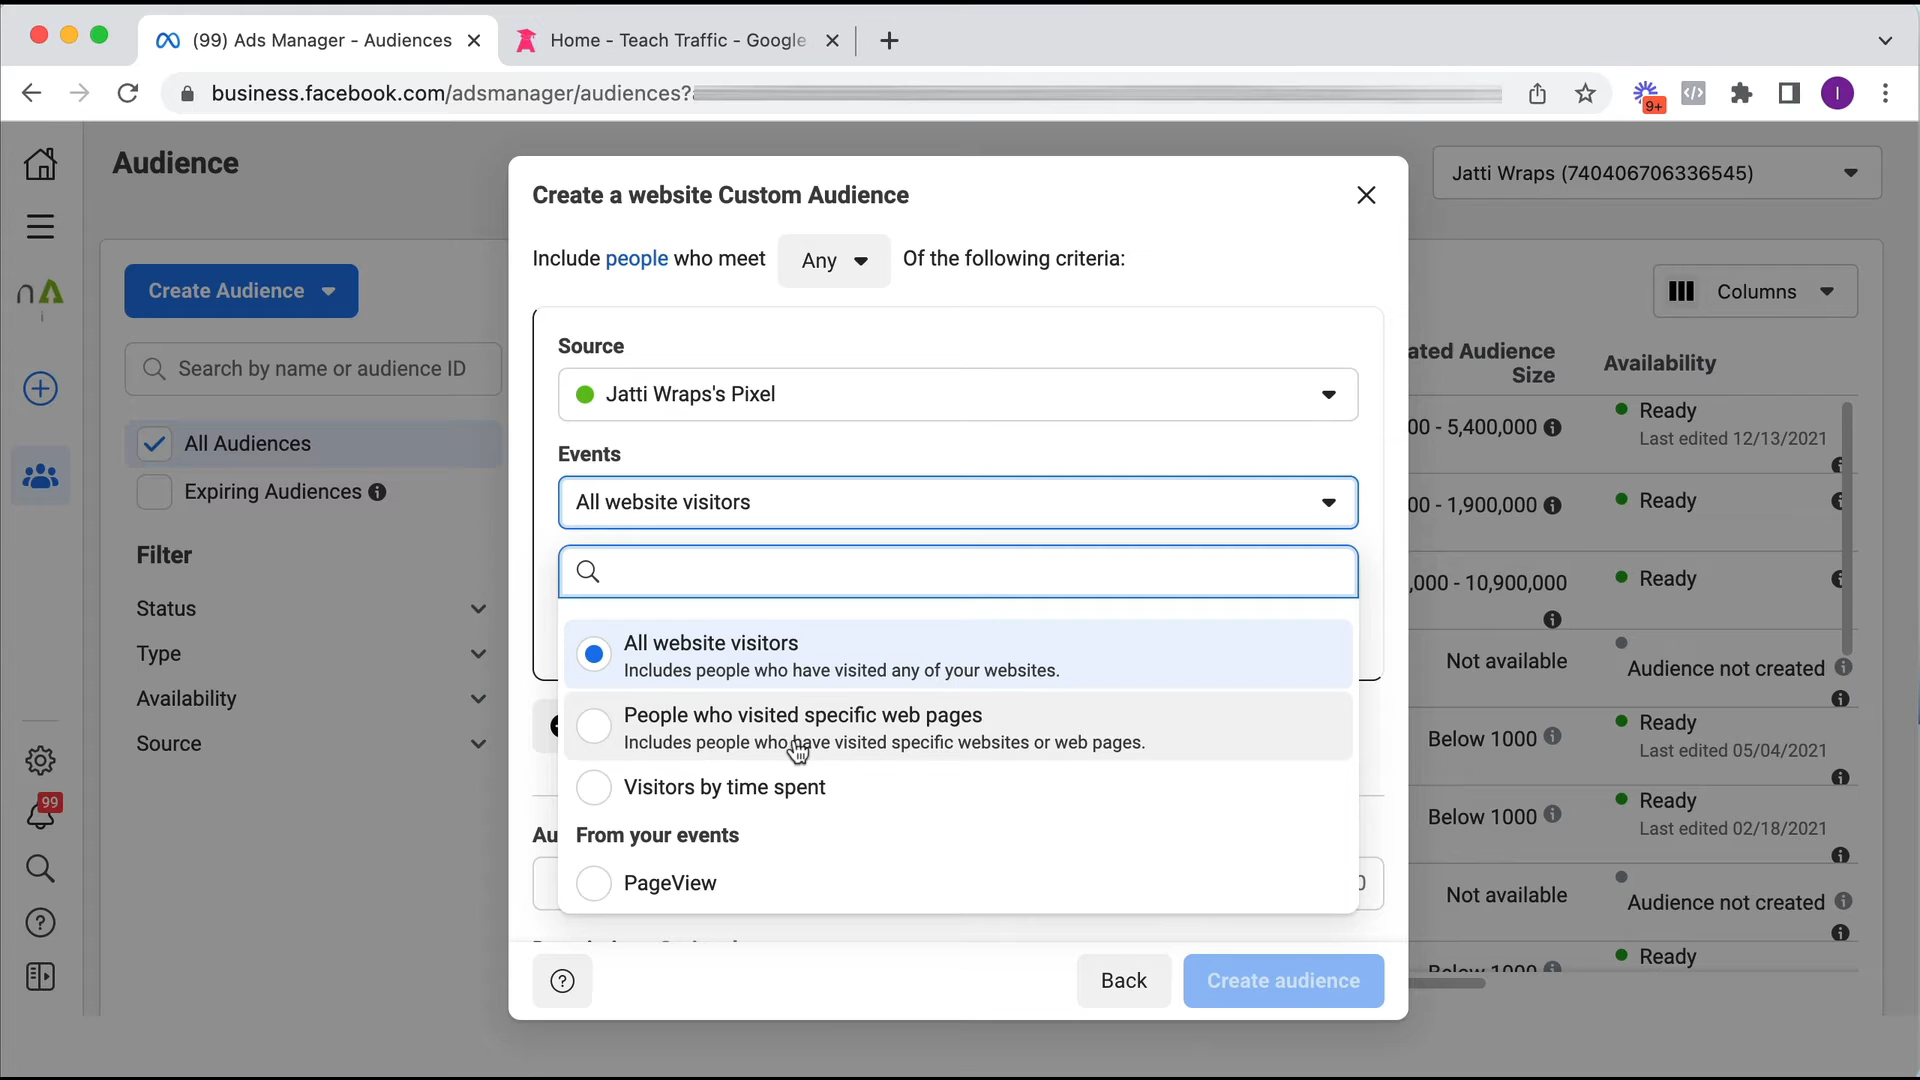 (99) Ads Manager - Audiences
Home - Teach Traffic - Google
business.facebook.com/adsmanager/audiences?
9+
I
Audience
Jatti Wraps (740406706336545)
Create Audience
Search by name or audience ID
All Audiences
Expiring Audiences
Filter
Status
Type
Availability
Source
99
Create a website Custom Audience
Include people who meet
Any
Of the following criteria:
Source
Jatti Wraps's Pixel
Events
All website visitors
All website visitors
Includes people who have visited any of your websites.
People who visited specific web pages
Includes people who have visited specific websites or web pages.
Visitors by time spent
From your events
PageView
Back
Create audience
Columns
ated Audience
Size
Availability
00 - 5,400,000
Ready
Last edited 12/13/2021
00 - 1,900,000
Ready
,000 - 10,900,000
Ready
Not available
Audience not created
Below 1000
Ready
Last edited 05/04/2021
Below 1000
Ready
Last edited 02/18/2021
Not available
Audience not created
Below 1000
Ready